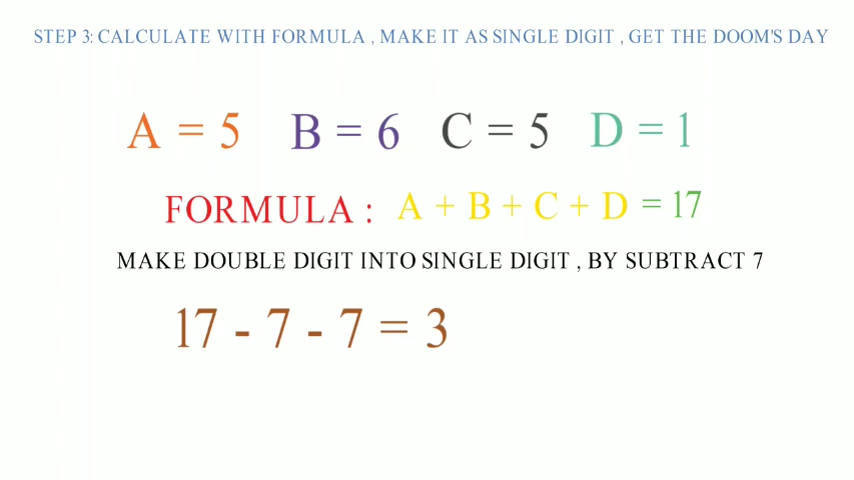 STEP 3: CALCULATE WITH FORMULA , MAKE IT AS SINGLE DIGIT , GET THE DOOM'S DAY
A = 5 B = 6 C = 5 D = 1
FORMULA : A + B + C + D = 17
MAKE DOUBLE DIGIT INTO SINGLE DIGIT , BY SUBTRACT 7
17 - 7 - 7 = 3